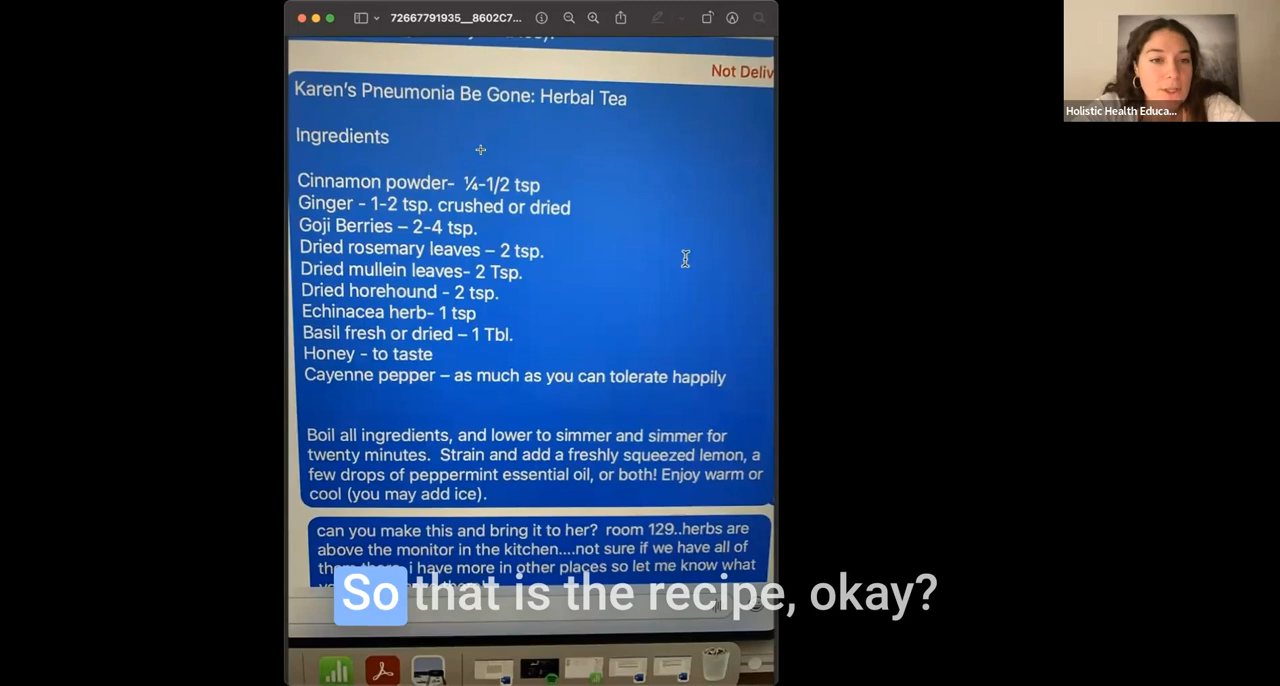 72667791935__8602C7...
Not Deliv
Karen's Pneumonia Be Gone: Herbal Tea
Ingredients
Cinnamon powder- ¼-1/2 tsp
Ginger - 1-2 tsp. crushed or dried
Goji Berries – 2-4 tsp.
Dried rosemary leaves – 2 tsp.
Dried mullein leaves- 2 Tsp.
Dried horehound - 2 tsp.
Echinacea herb- 1 tsp
Basil fresh or dried – 1 Tbl.
Honey - to taste
Cayenne pepper – as much as you can tolerate happily
Boil all ingredients, and lower to simmer and simmer for
twenty minutes. Strain and add a freshly squeezed lemon, a
few drops of peppermint essential oil, or both! Enjoy warm or
cool (you may add ice).
can you make this and bring it to her? room 129..herbs are
above the monitor in the kitchen....not sure if we have all of
i have more in other places so let me know what
So that is the recipe, okay?
Holistic Health Educa...